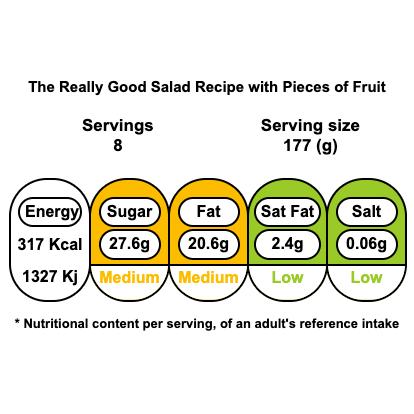 The Really Good Salad Recipe with Pieces of Fruit
Servings
8
Serving size
177 (g)
Energy
317 Kcal
1327 Kj
Sugar
27.6g
Medium
Fat
20.6g
Medium
Sat Fat
2.4g
Low
Salt
0.06g
Low
* Nutritional content per serving, of an adult's reference intake